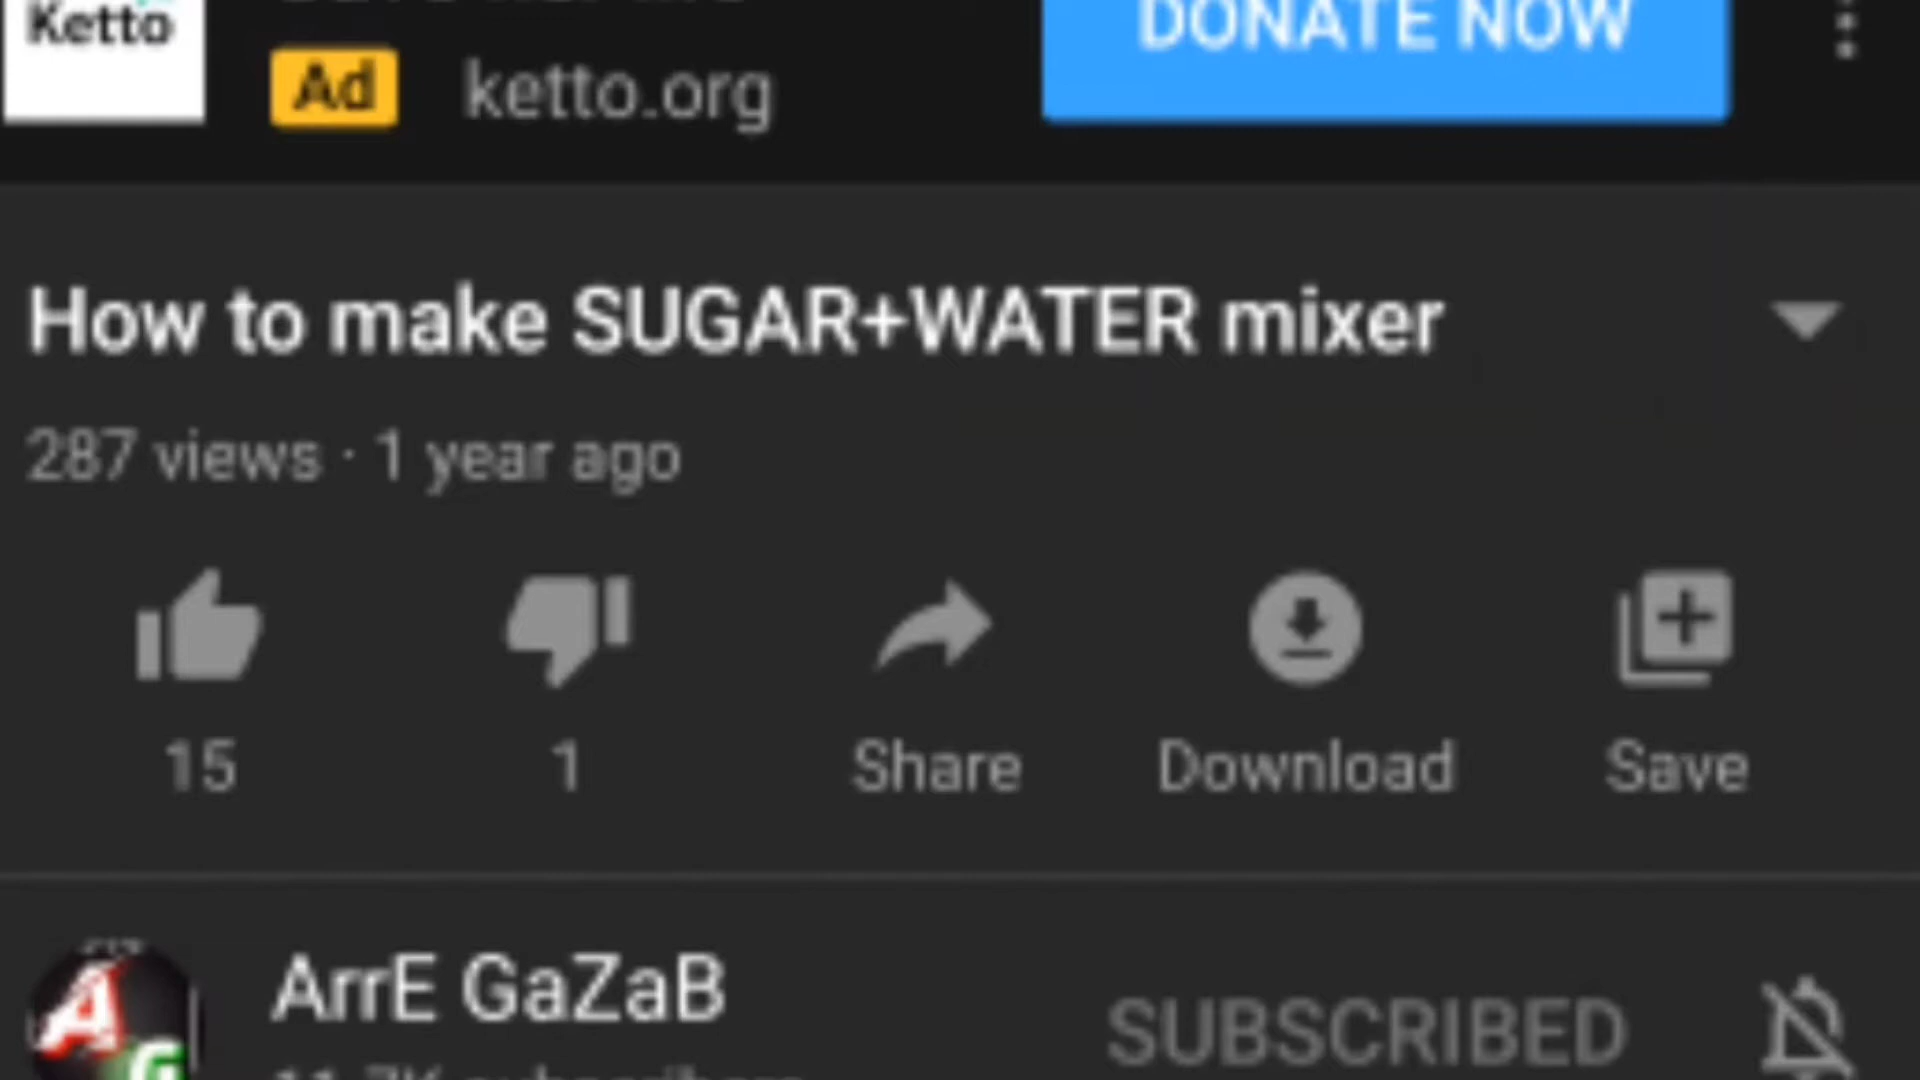 Ketto
Ad ketto.org
DONATE NOW
How to make SUGAR+WATER mixer
287 views · 1 year ago
15 1 Share Download Save
ArrE GaZaB
SUBSCRIBED